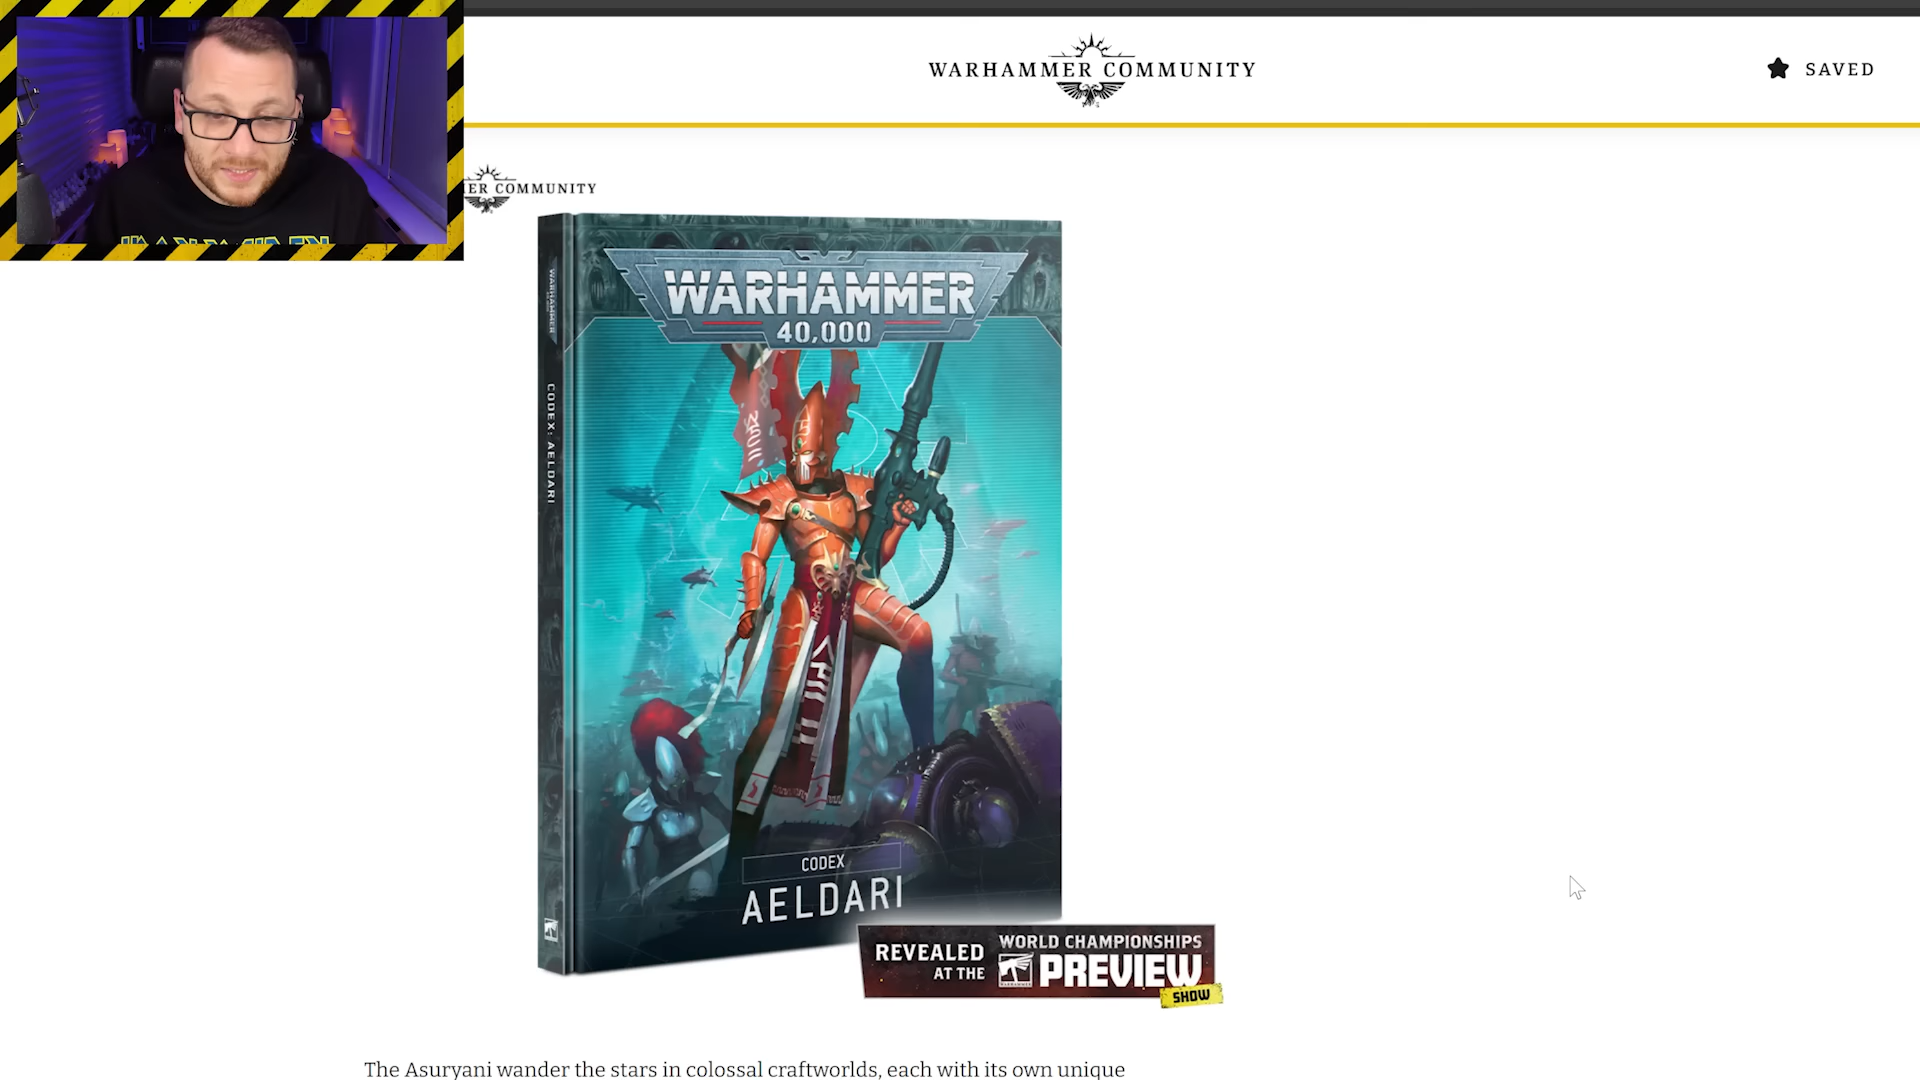 WARHAMMER COMMUNITY
SAVED
ER COMMUNITY
WARHAMMER
40,000
WARHAMMER
CODEX: AELDARI
CODEX
AELDARI
REVEALED
AT THE
WORLD CHAMPIONSHIPS
WARHAMMER
PREVIEW
SHOW
The Asuryani wander the stars in colossal craftworlds, each with its own unique